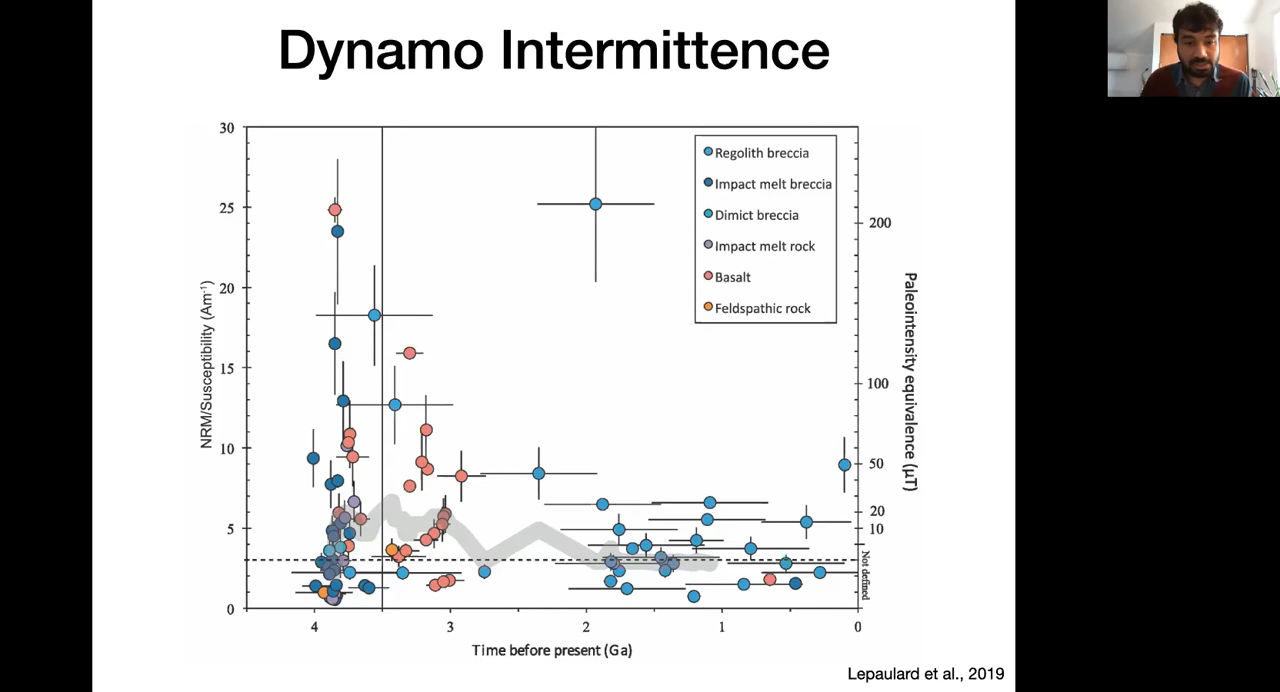 Dynamo Intermittence
30
25
20
15
10
5
0
NRM/Susceptibility (Am⁻¹)
Regolith breccia
Impact melt breccia
Dimict breccia
Impact melt rock
Basalt
Feldspathic rock
200
100
50
20
10
Not defined
Paleointensity equivalence (μT)
4
3
2
1
0
Time before present (Ga)
Lepaulard et al., 2019